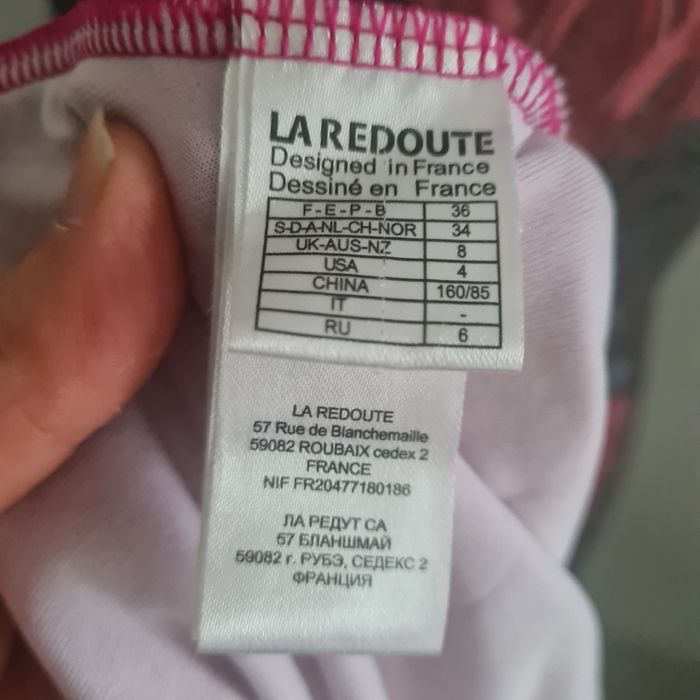 LA REDOUTE
Designed in France
Dessiné en France
F-E-P-B 36
S-D-A-NL-CH-NOR 34
UK-AUS-NZ 8
USA 4
CHINA 160/85
IT -
RU 6
LA REDOUTE
57 Rue de Blanchemaille
59082 ROUBAIX cedex 2
FRANCE
NIF FR20477180186
ЛА РЕДУТ СА
57 БЛАНШМАЙ
59082 г. РУБЭ, СЕДЕКС 2
ФРАНЦИЯ